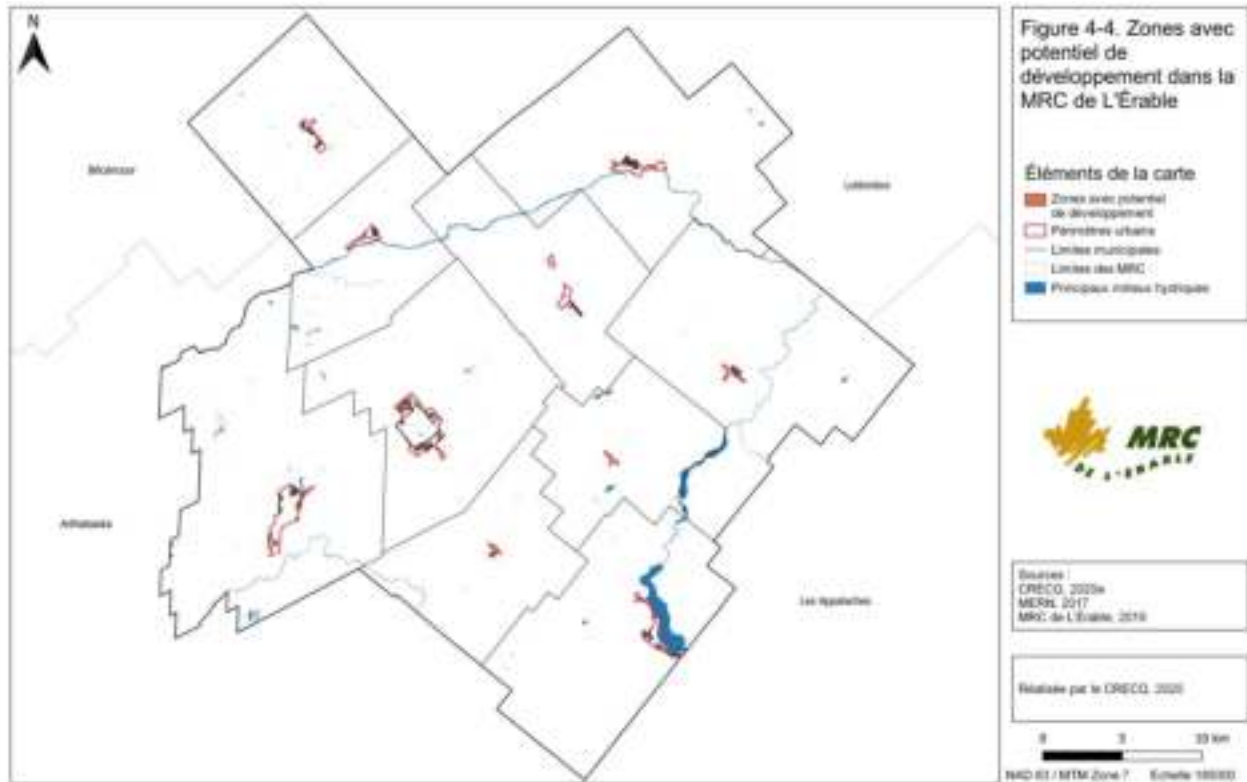 N
Figure 4-4. Zones avec
potentiel de
développement dans la
MRC de L'Érable
Bécancour
Lotbinière
Éléments de la carte
Zones avec potentiel
de développement
Périmètres urbains
Limites municipales
Limites des MRC
Principaux milieux hydriques
MRC
DE L'ÉRABLE
Arthabaska
Les Appalaches
Sources :
CRECQ, 2020a
MERN, 2017
MRC de L'Érable, 2019
Réalisée par le CRECQ, 2020
0
10 km
NAD 83 / MTM Zone 7